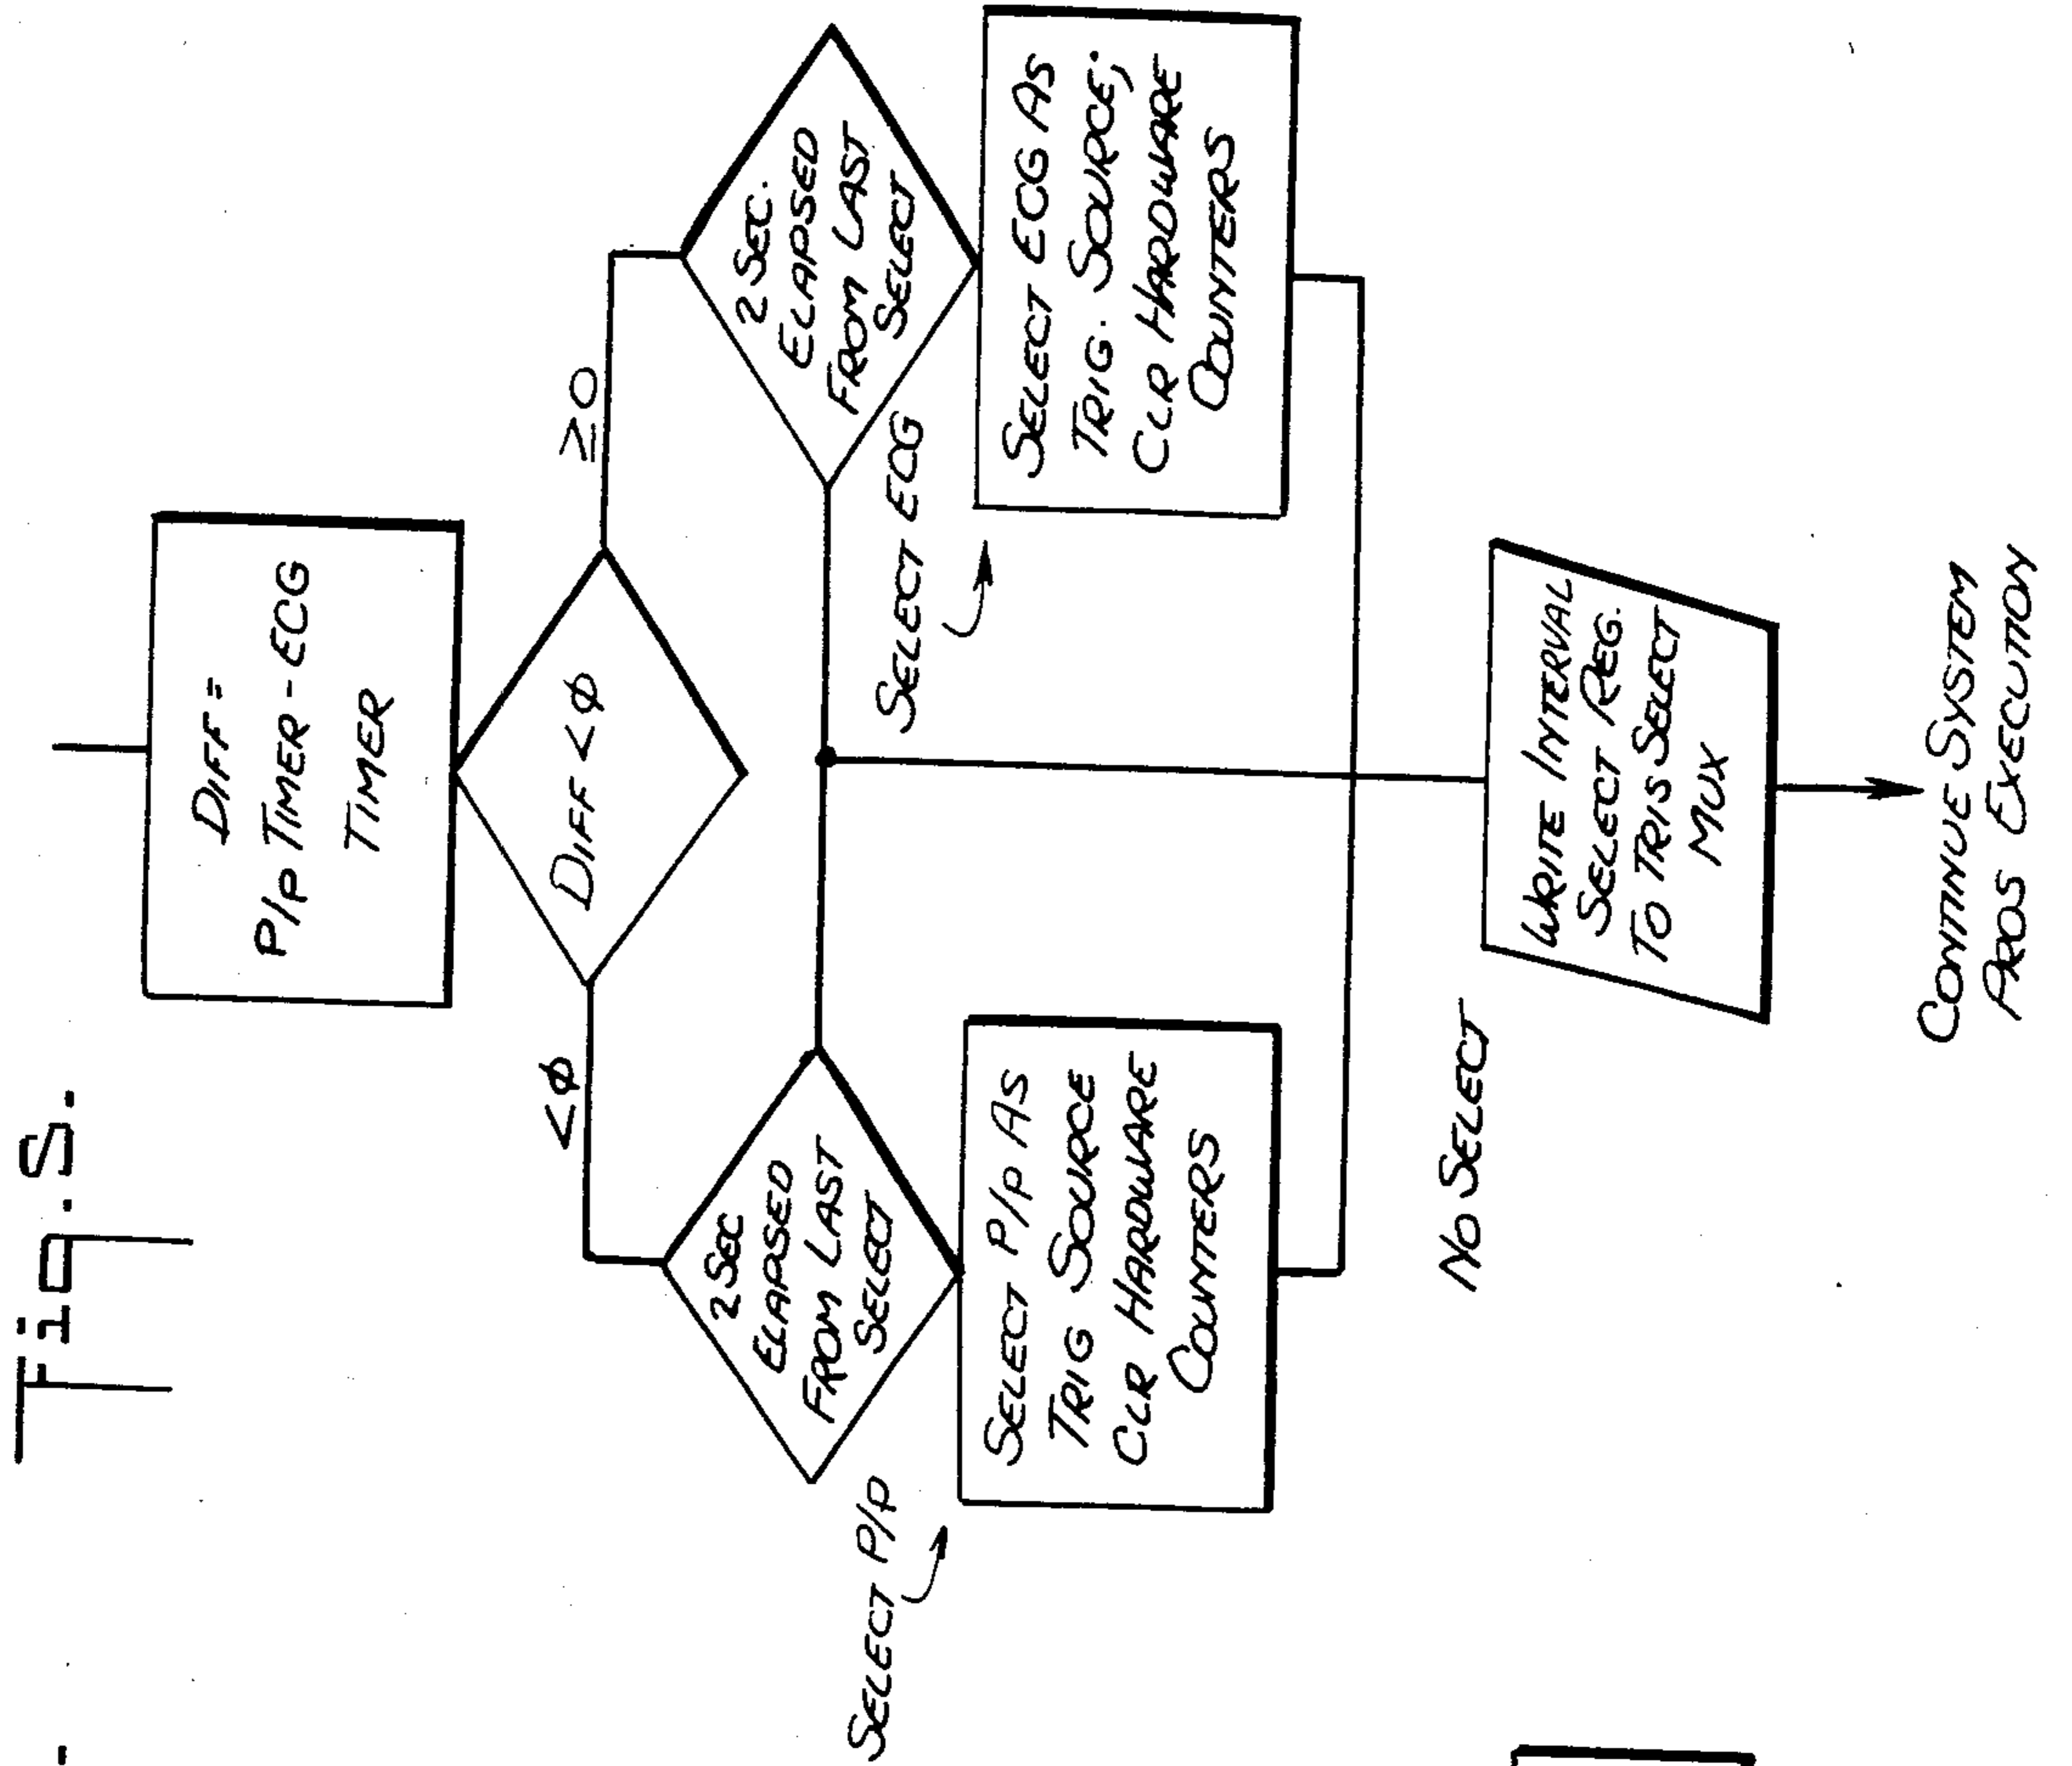 Fig. 5.
DIFF =
P/P TIMER - ECG
TIMER
DIFF < φ
< φ
≥ 0
2 SEC
ELAPSED
FROM LAST
SELECT
2 SEC.
ELAPSED
FROM LAST
SELECT
SELECT P/P
SELECT ECG
SELECT P/P AS
TRIG SOURCE
CLR HARDWARE
COUNTERS
SELECT ECG AS
TRIG. SOURCE;
CLR HARDWARE
COUNTERS
NO SELECT
WRITE INTERVAL
SELECT REG.
TO TRIS SELECT
MUX
CONTINUE SYSTEM
PROS EXECUTION